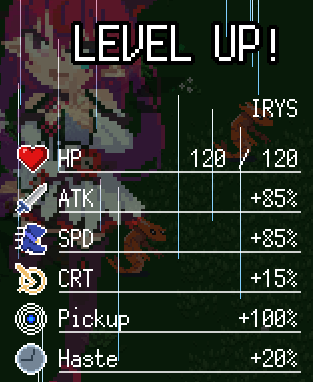 LEVEL UP!
IRYS
HP 120 / 120
ATK +85%
SPD +85%
CRT +15%
Pickup +100%
Haste +20%